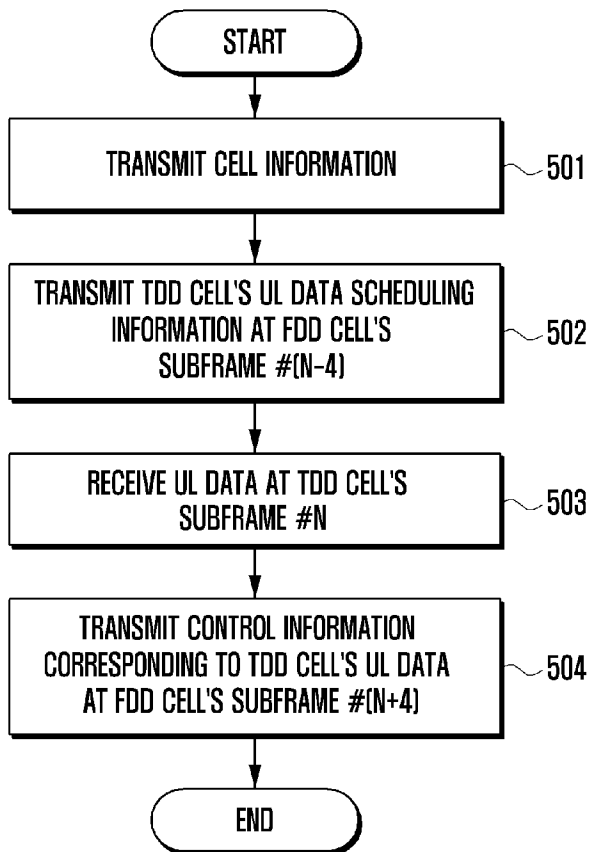 START
TRANSMIT CELL INFORMATION
501
TRANSMIT TDD CELL'S UL DATA SCHEDULING
INFORMATION AT FDD CELL'S
SUBFRAME #(N-4)
502
RECEIVE UL DATA AT TDD CELL'S
SUBFRAME #N
503
TRANSMIT CONTROL INFORMATION
CORRESPONDING TO TDD CELL'S UL DATA
AT FDD CELL'S SUBFRAME #(N+4)
504
END